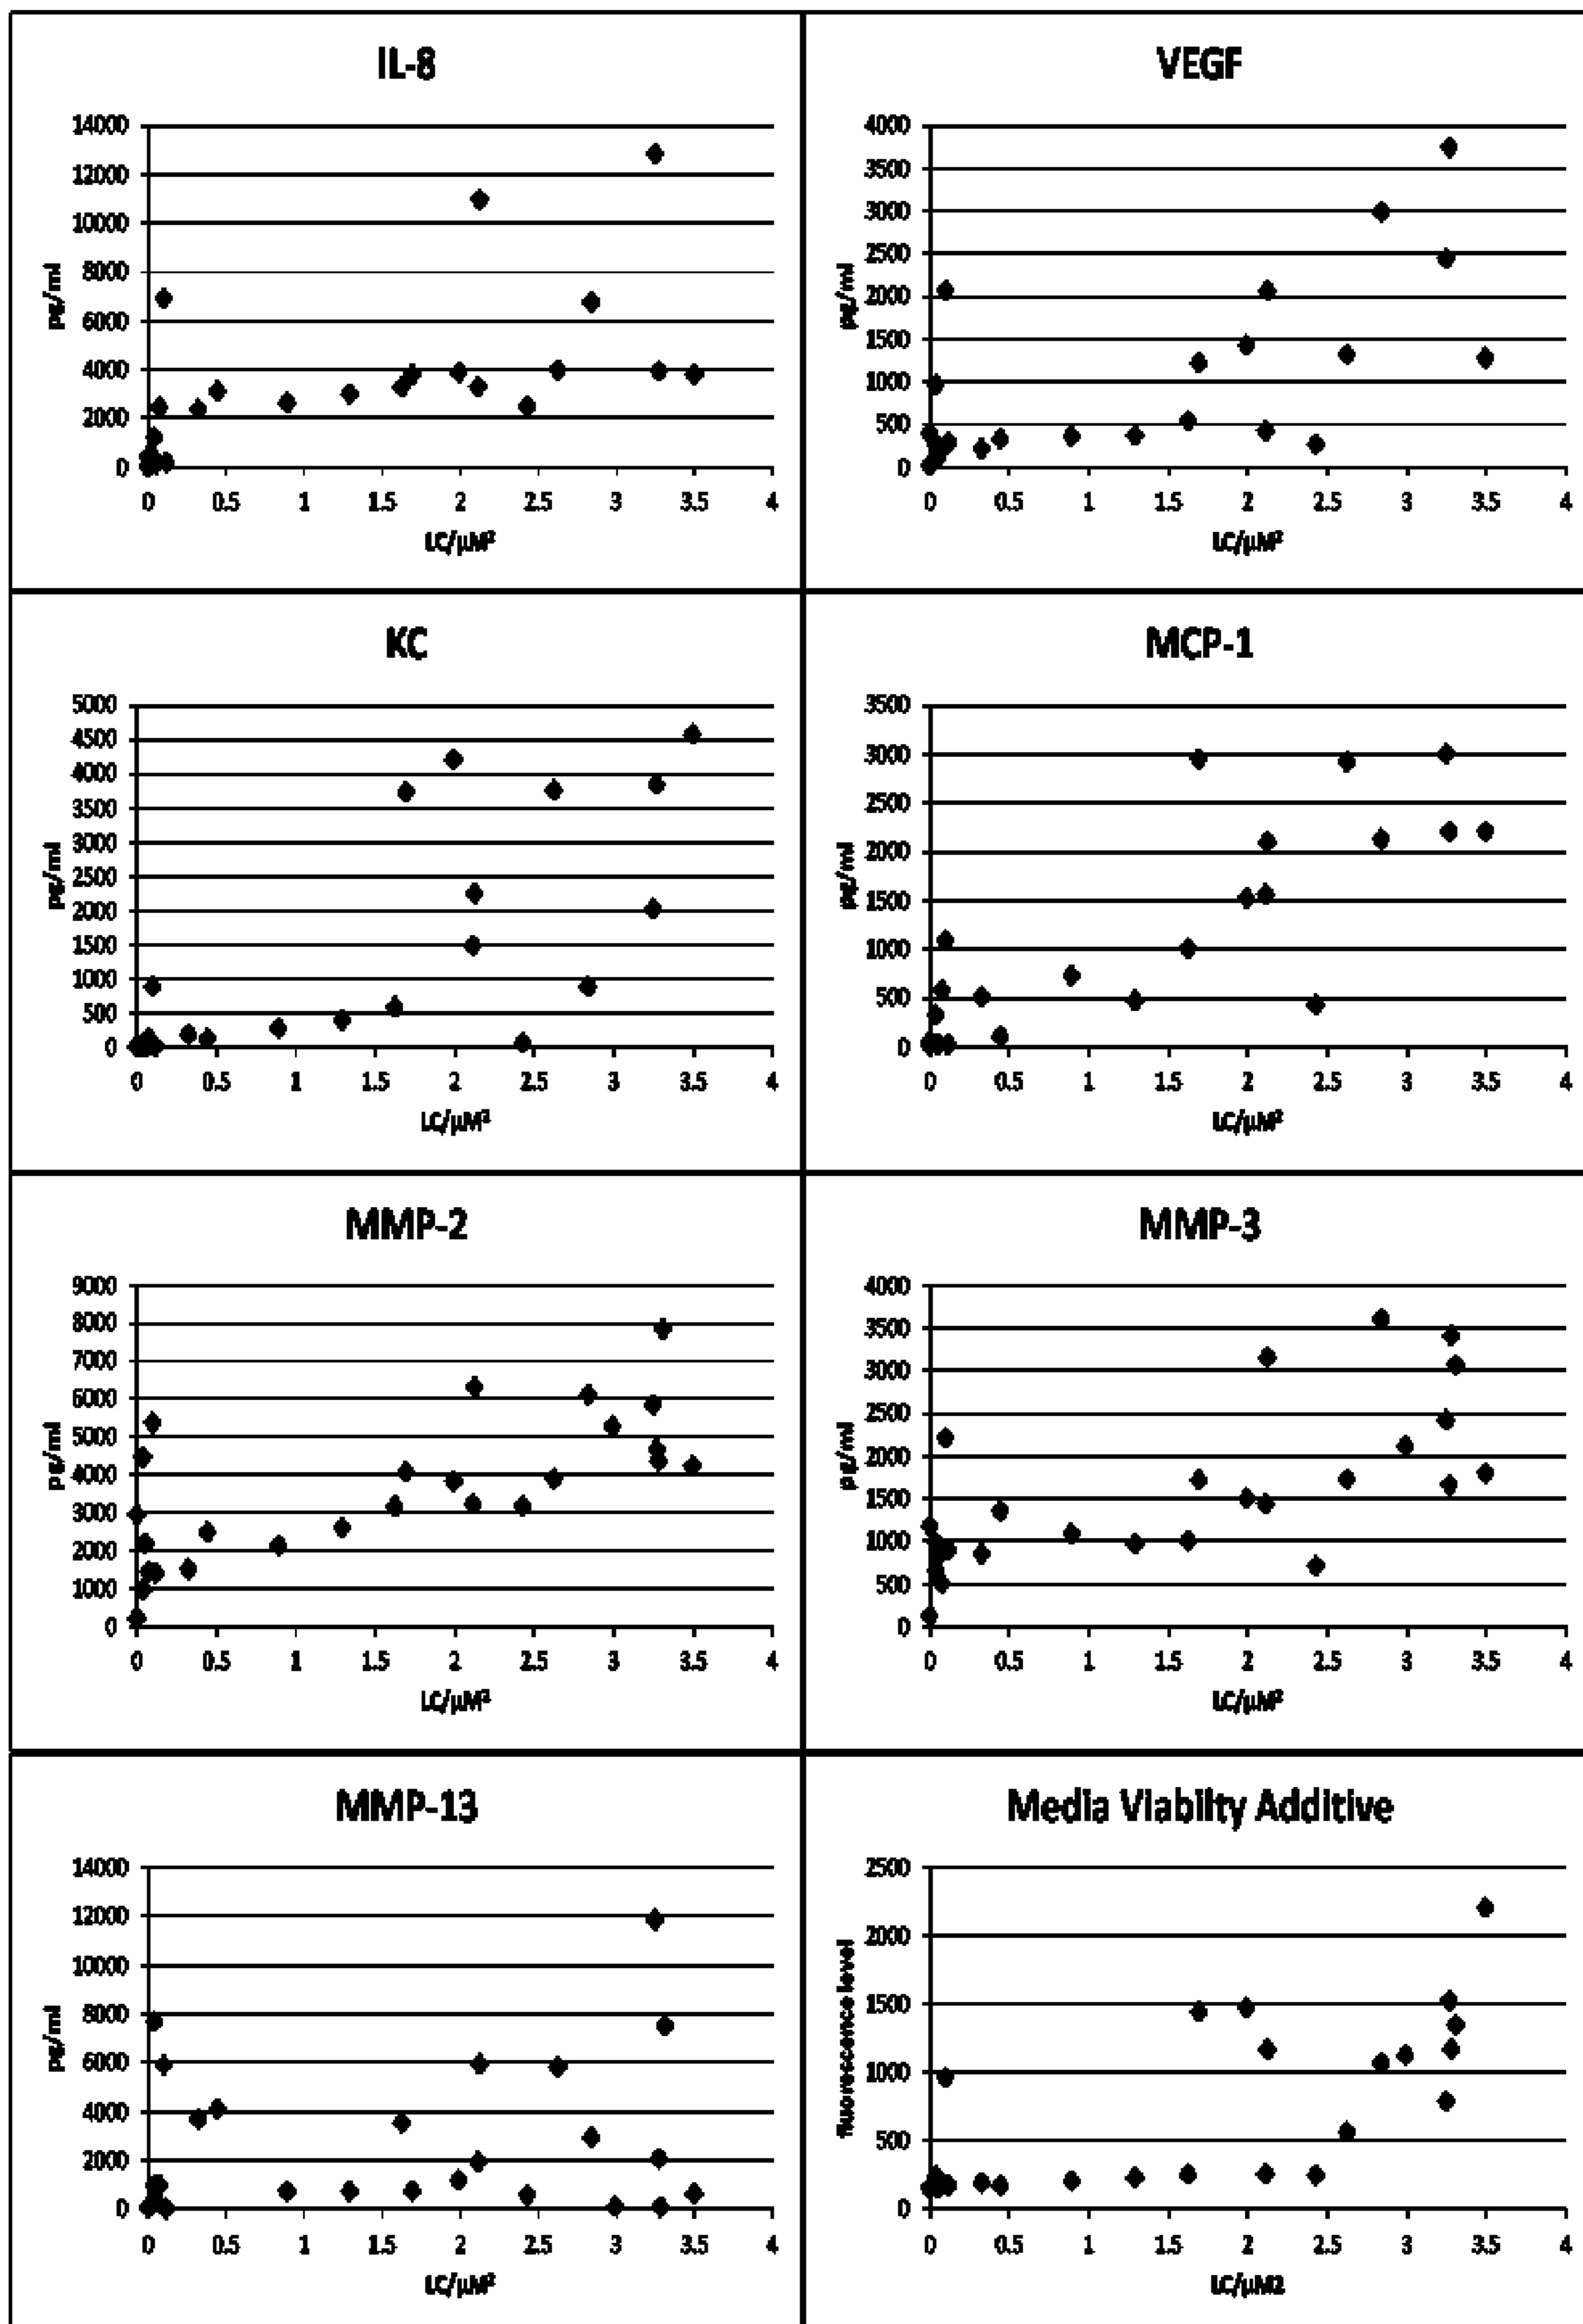 IL-8
14000
12000
10000
8000
6000
4000
2000
0
pg/ml
0 0.5 1 1.5 2 2.5 3 3.5 4
LC/µM²
VEGF
4000
3500
3000
2500
2000
1500
1000
500
0
pg/ml
0 0.5 1 1.5 2 2.5 3 3.5 4
LC/µM²
KC
5000
4500
4000
3500
3000
2500
2000
1500
1000
500
0
pg/ml
0 0.5 1 1.5 2 2.5 3 3.5 4
LC/µM²
MCP-1
3500
3000
2500
2000
1500
1000
500
0
pg/ml
0 0.5 1 1.5 2 2.5 3 3.5 4
LC/µM²
MMP-2
9000
8000
7000
6000
5000
4000
3000
2000
1000
0
pg/ml
0 0.5 1 1.5 2 2.5 3 3.5 4
LC/µM²
MMP-3
4000
3500
3000
2500
2000
1500
1000
500
0
pg/ml
0 0.5 1 1.5 2 2.5 3 3.5 4
LC/µM²
MMP-13
14000
12000
10000
8000
6000
4000
2000
0
pg/ml
0 0.5 1 1.5 2 2.5 3 3.5 4
LC/µM²
Media Viabilty Additive
2500
2000
1500
1000
500
0
fluorescence level
0 0.5 1 1.5 2 2.5 3 3.5 4
LC/µM2